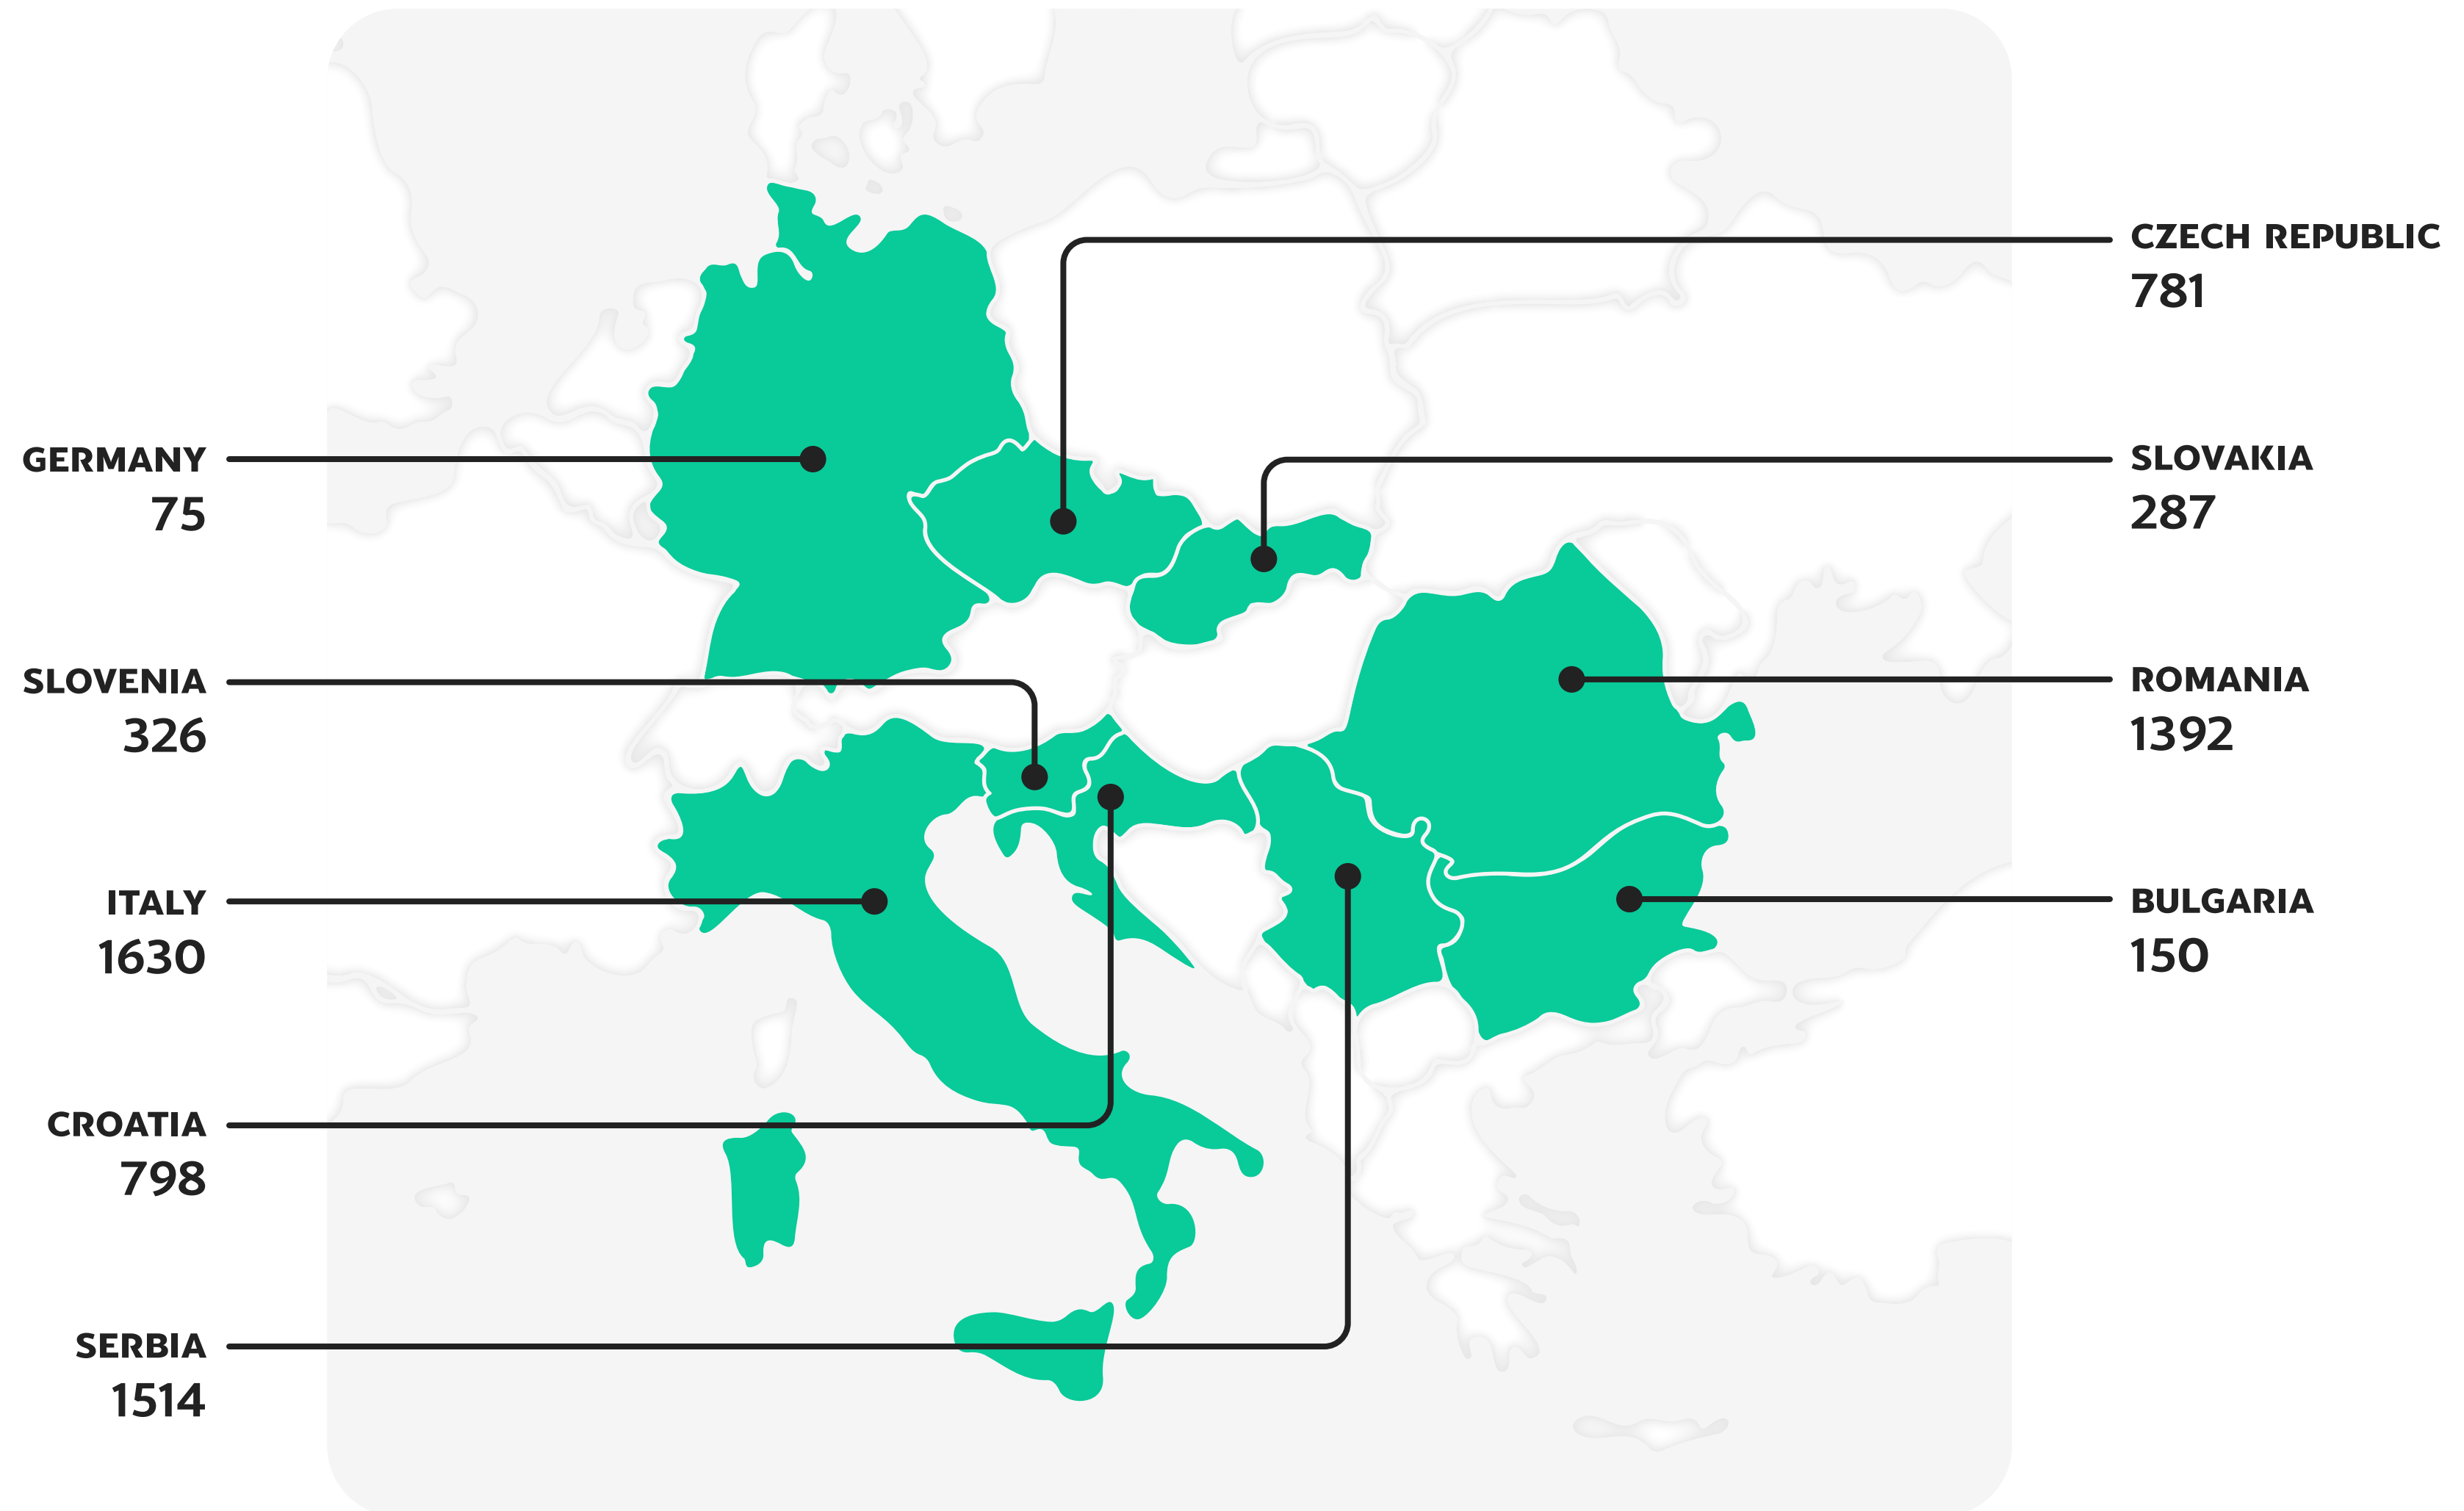 GERMANY
75
SLOVENIA
326
ITALY
1630
CROATIA
798
SERBIA
1514
CZECH REPUBLIC
781
SLOVAKIA
287
ROMANIA
1392
BULGARIA
150